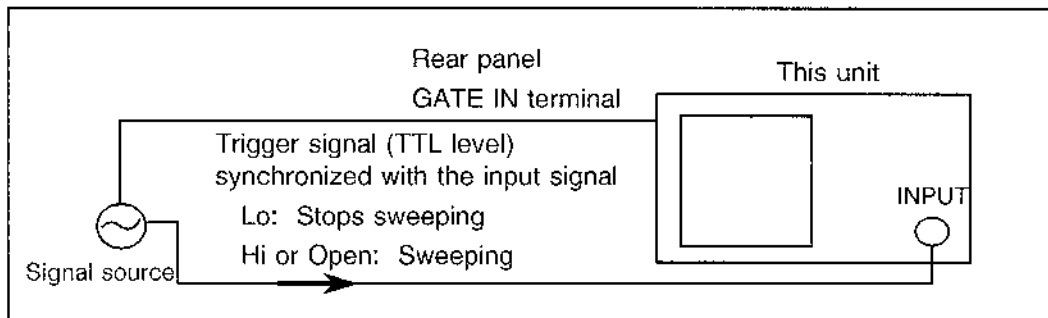 Rear panel
GATE IN terminal
This unit
Trigger signal (TTL level)
synchronized with the input signal
Lo: Stops sweeping
Hi or Open: Sweeping
INPUT
Signal source